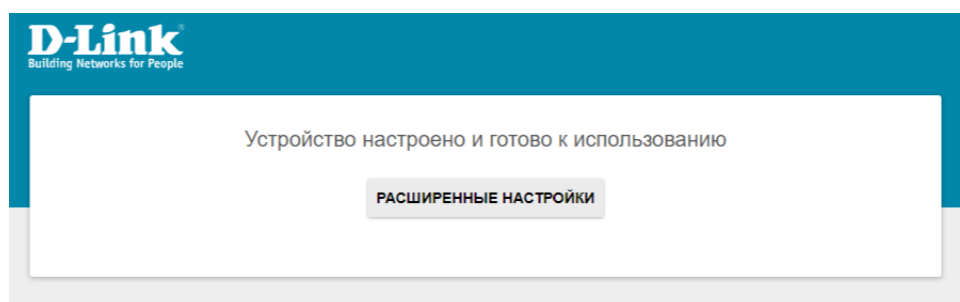 D-Link
Building Networks for People
Устройство настроено и готово к использованию
РАСШИРЕННЫЕ НАСТРОЙКИ